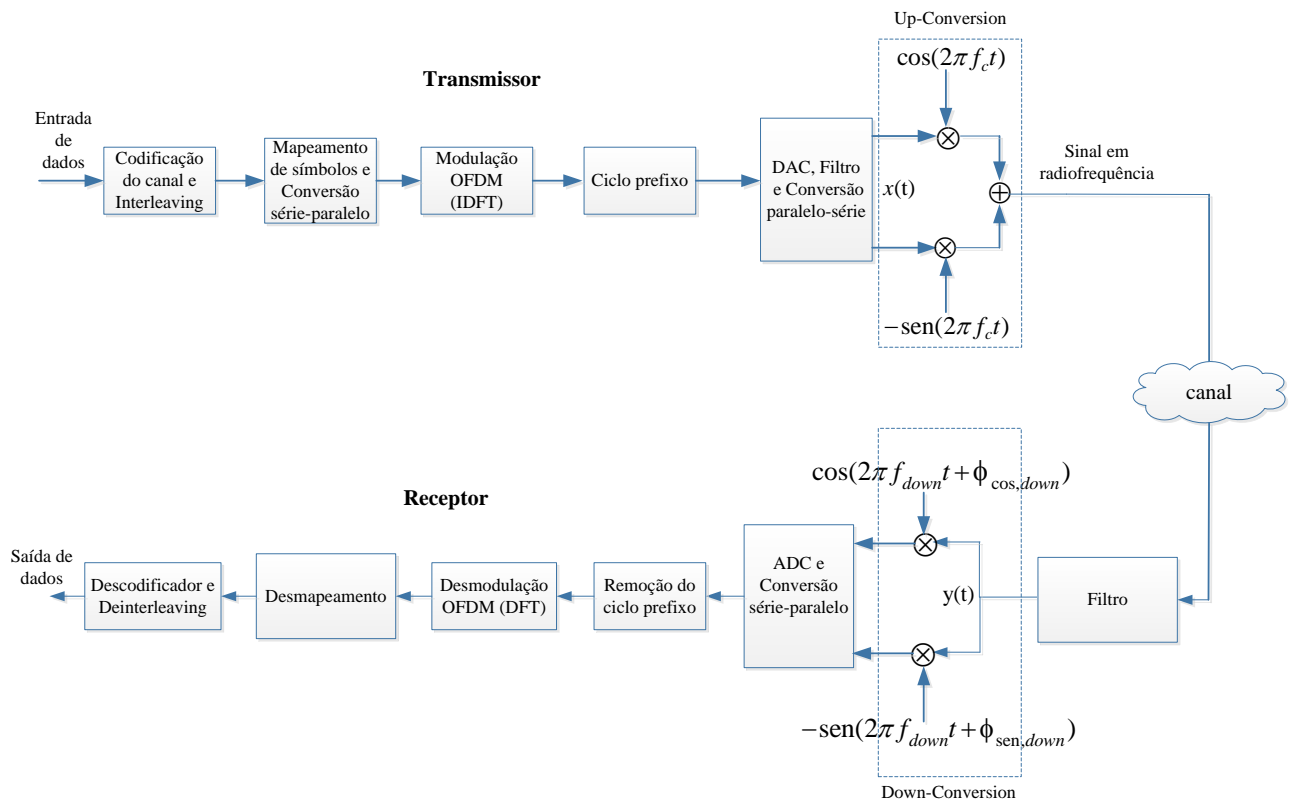 Up-Conversion
cos(2πf_c t)
Transmissor
Entrada
de
dados
Codificação
do canal e
Interleaving
Mapeamento
de símbolos e
Conversão
série-paralelo
Modulação
OFDM
(IDFT)
Ciclo prefixo
DAC, Filtro
e Conversão
paralelo-série
x(t)
Sinal em
radiofrequência
−sen(2πf_c t)
canal
cos(2πf_down t + ϕ_cos,down)
Receptor
Saída de
dados
Descodificador e
Deinterleaving
Desmapeamento
Desmodulação
OFDM (DFT)
Remoção do
ciclo prefixo
ADC e
Conversão
série-paralelo
y(t)
Filtro
−sen(2πf_down t + ϕ_sen,down)
Down-Conversion